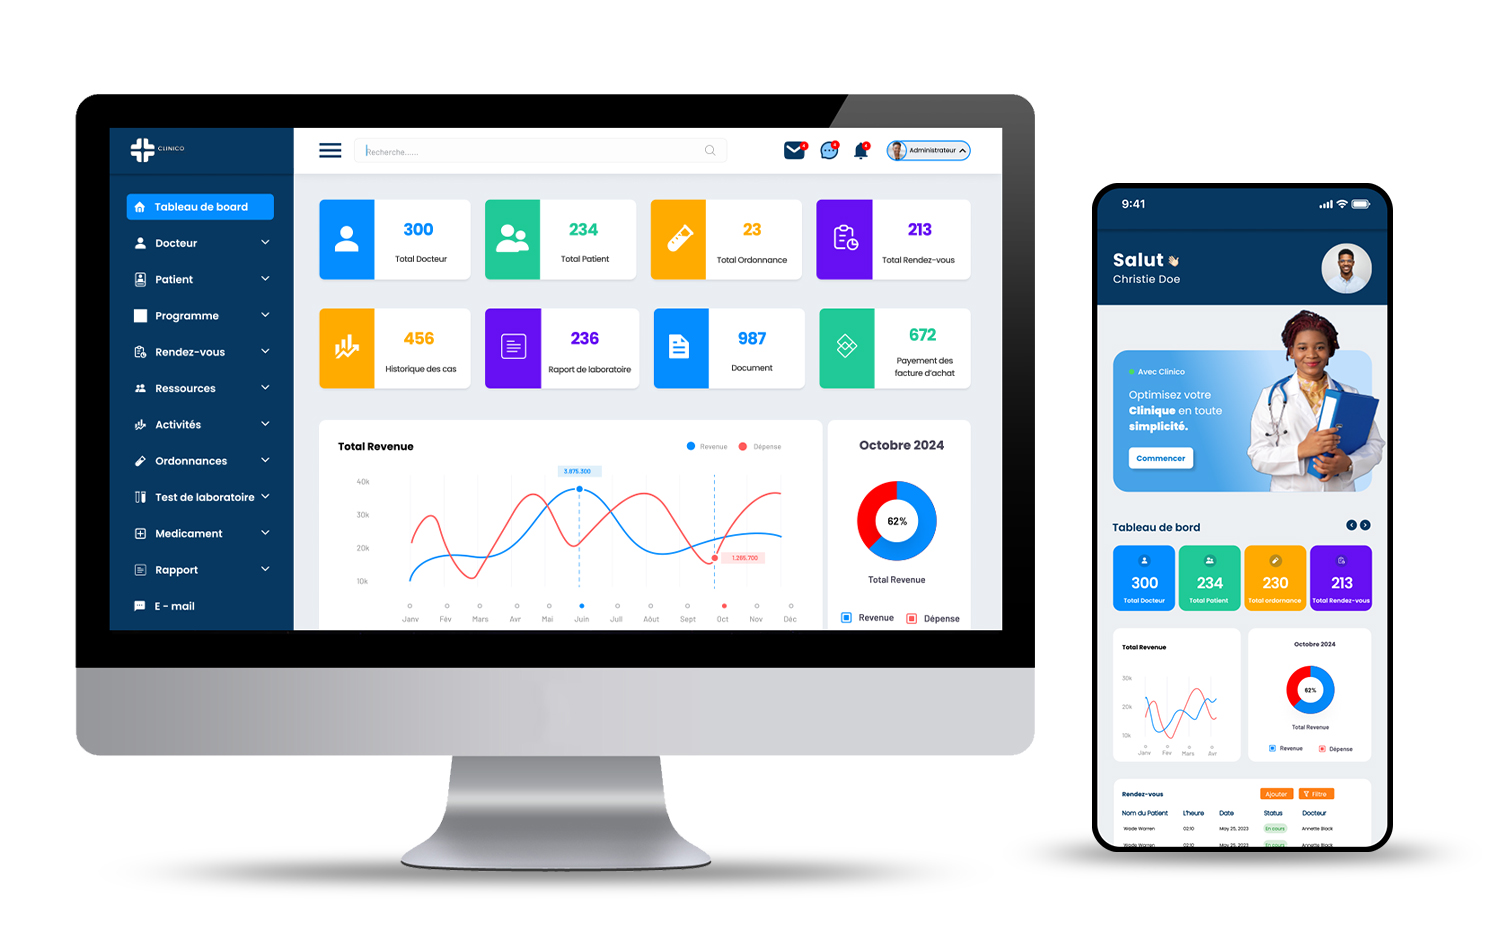 CLINICO
Recherche......
4
4
4
Administrateur
Tableau de board
Docteur
Patient
Programme
Rendez-vous
Ressources
Activités
Ordonnances
Test de laboratoire
Medicament
Rapport
E - mail
300
Total Docteur
234
Total Patient
23
Total Ordonnance
213
Total Rendez-vous
456
Historique des cas
236
Raport de laboratoire
987
Document
672
Payement des
facture d'achat
Total Revenue
Revenue
Dépense
3.875.300
40k
30k
20k
10k
1.285.700
Janv Fév Mars Avr Mai Juin Juil Aôut Sept Oct Nov Déc
Octobre 2024
62%
Total Revenue
Revenue
Dépense
9:41
Salut
Christie Doe
Avec Clinico
Optimisez votre
Clinique en toute
simplicité.
Commencer
Tableau de bord
300
Total Docteur
234
Total Patient
230
Total ordornance
213
Total Rendez-vous
Total Revenue
30k
20k
10k
Janv Fév Mars Avr
Octobre 2024
62%
Total Revenue
Revenue
Dépense
Rendez-vous
Ajouter
Filtre
Nom du Patient L'heure Date Status Docteur
Wade Warren 02:10 May 25, 2023 En cours Annette Black
Wade Warren 02:10 May 25, 2023 En cours Annette Black